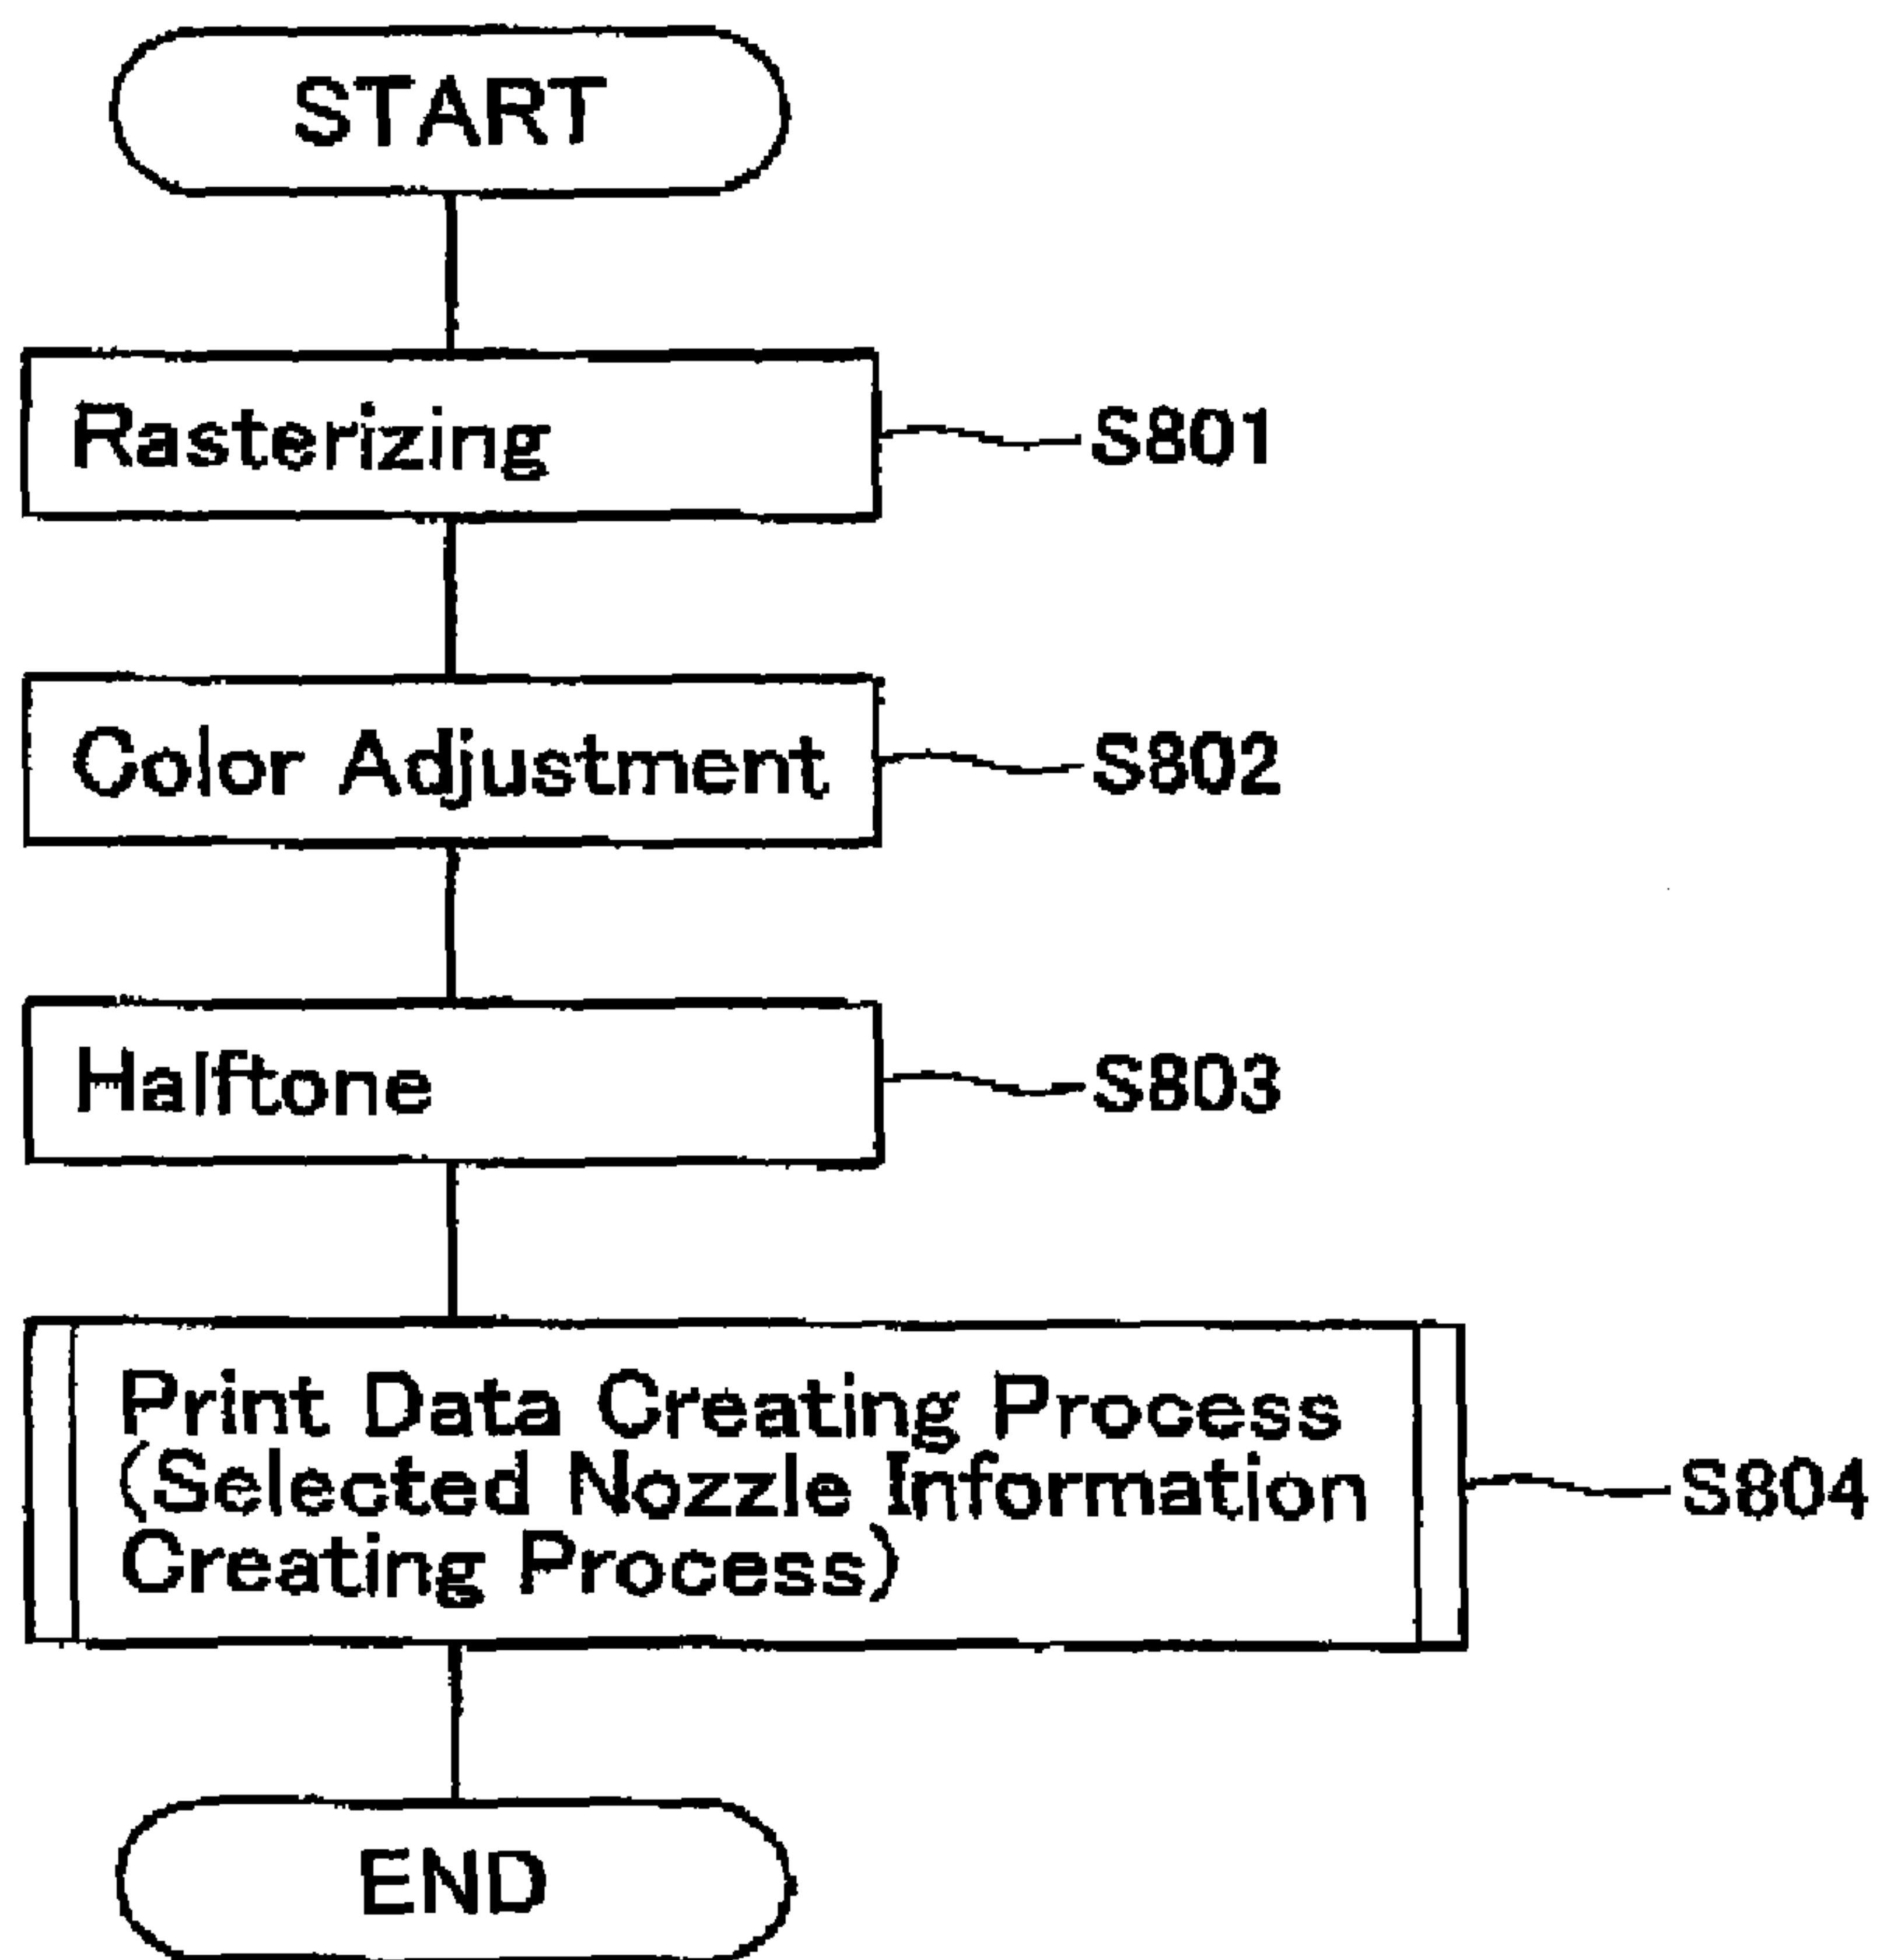 START
Rasterizing
S801
Color Adjustment
S802
Halftone
S803
Print Data Creating Process
(Selected Nozzle Information
Creating Process)
S804
END